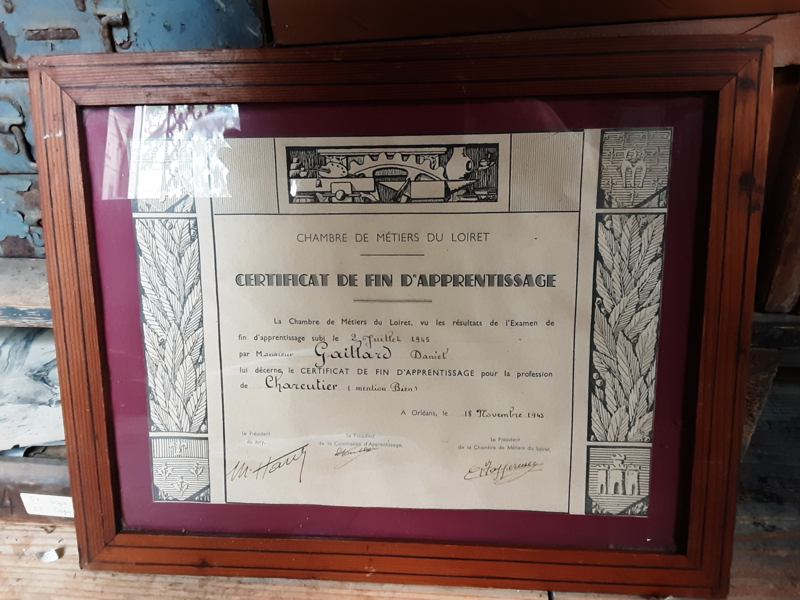 CHAMBRE DE MÉTIERS DU LOIRET
CERTIFICAT DE FIN D'APPRENTISSAGE
La Chambre de Métiers du Loiret, vu les résultats de l'Examen de
fin d'apprentissage subi le 2 Juillet 1945
par Monsieur Gaillard Daniel
lui décerne, le CERTIFICAT DE FIN D'APPRENTISSAGE pour la profession
de Charcutier (mention Bien)
A Orléans, le 18 Novembre 1945
Le Président
du Jury,
Le Président
de la Commission d'Apprentissage,
Le Président
de la Chambre de Métiers du Loiret,